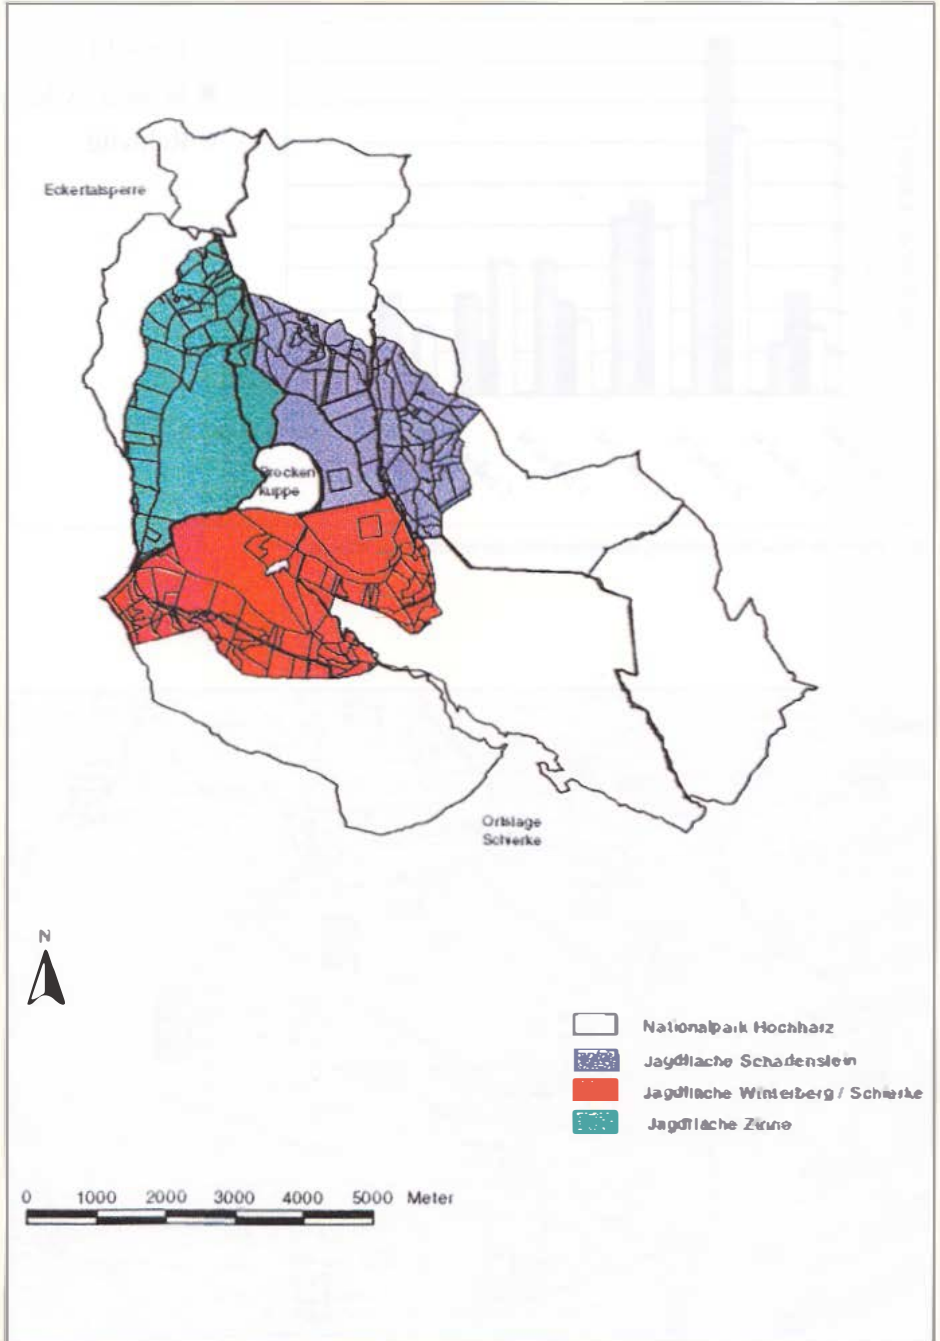 Eckertalsperre
Brocken
kuppe
Ortslage
Schierke
N
Nationalpark Hochharz
Jagdfläche Schadenstein
Jagdfläche Winterberg / Schierke
Jagdfläche Zinne
0 1000 2000 3000 4000 5000 Meter